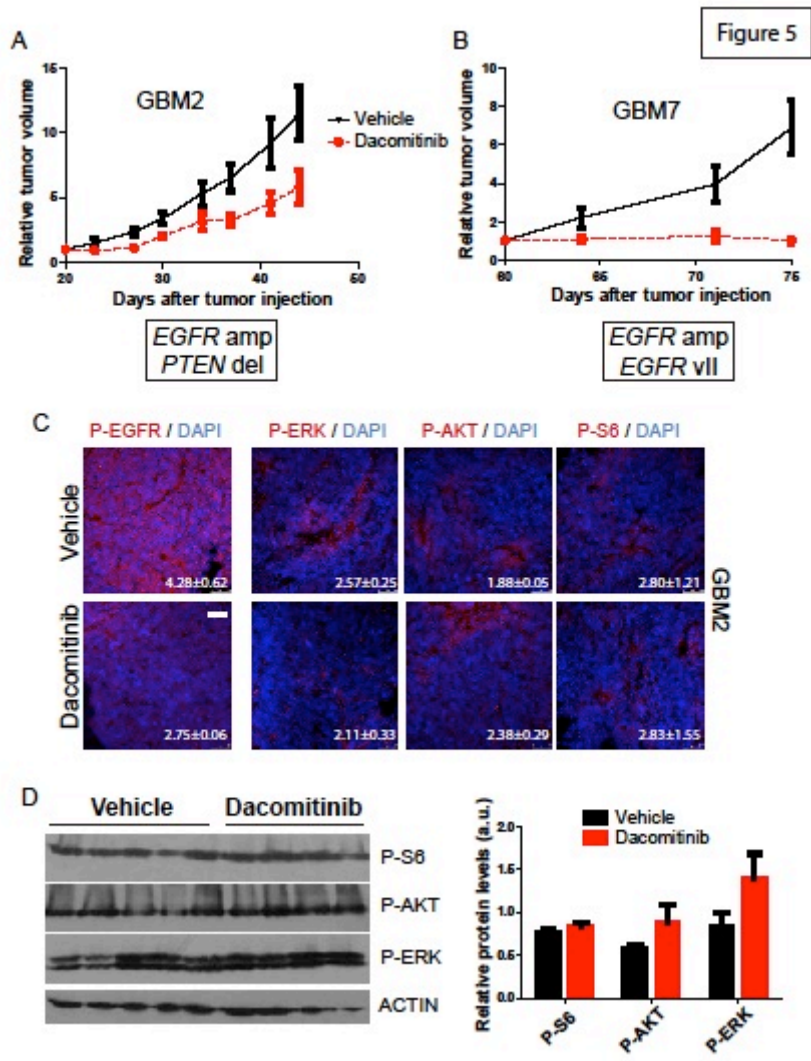 Figure 5
A
15
10
5
0
Relative tumor volume
GBM2
20
30
40
50
Days after tumor injection
Vehicle
Dacomitinib
EGFR amp
PTEN del
B
10
8
6
4
2
0
Relative tumor volume
GBM7
60
65
70
76
Days after tumor injection
EGFR amp
EGFR vII
C
P-EGFR / DAPI
P-ERK / DAPI
P-AKT / DAPI
P-S6 / DAPI
Vehicle
4.28±0.62
2.57±0.25
1.88±0.05
2.80±1.21
GBM2
Dacomitinib
2.75±0.06
2.11±0.33
2.38±0.29
2.83±1.55
D
Vehicle
Dacomitinib
P-S6
P-AKT
P-ERK
ACTIN
Relative protein levels (a.u.)
2.0
1.5
1.0
0.5
0.0
Vehicle
Dacomitinib
P-S6
P-AKT
P-ERK